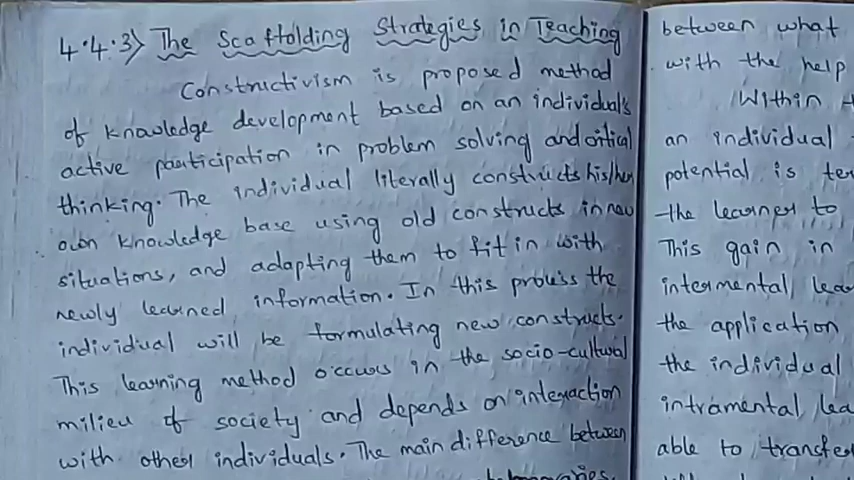 4.4.3) The Scaffolding Strategies in Teaching
Constructivism is proposed method
of knowledge development based on an individual's
active participation in problem solving and critical
thinking. The individual literally constructs his/her
own knowledge base using old constructs in new
situations, and adapting them to fit in with
newly learned information. In this process the
individual will be formulating new constructs.
This learning method occurs in the socio-cultural
milieu of society and depends on interaction
with other individuals. The main difference between
between what
with the help
Within
an individual
potential is
the learner to
This gain in
intermental,
the application
the individual
intramental,
able to